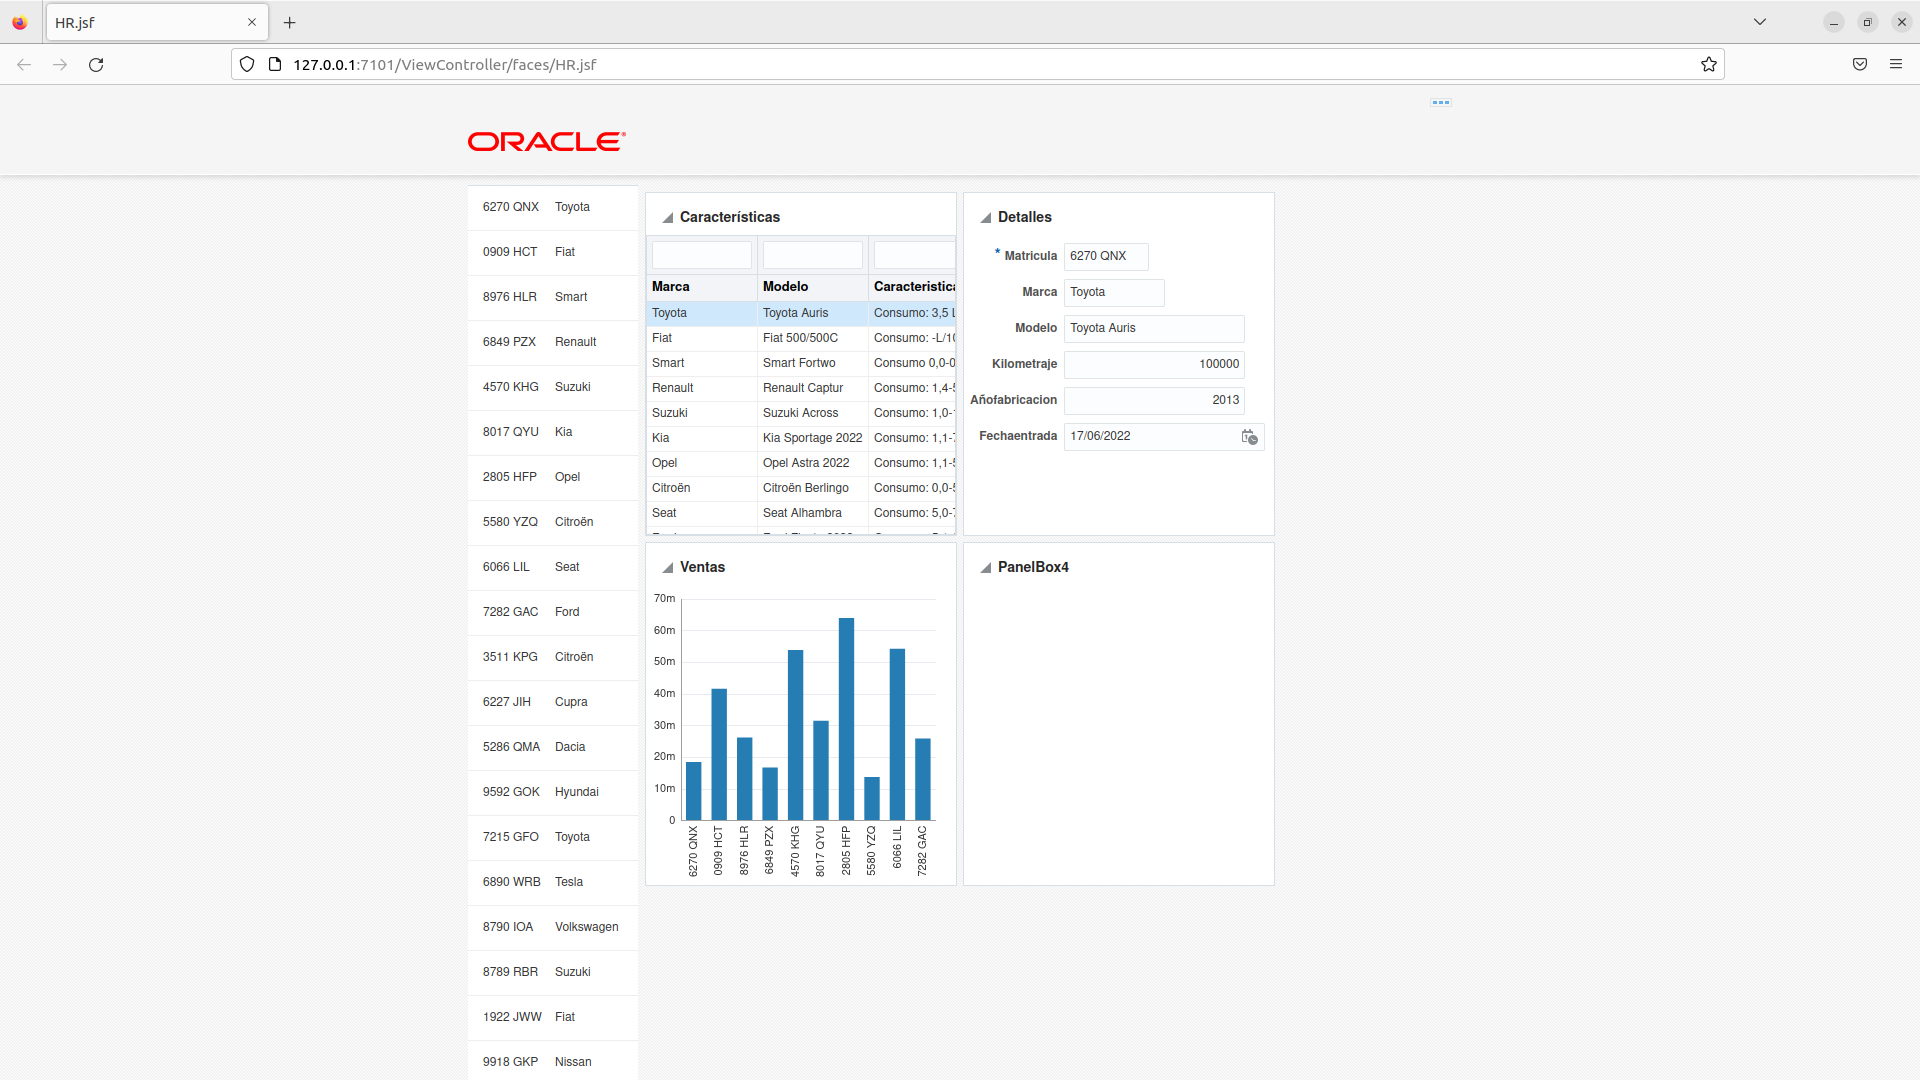 HR.jsf
127.0.0.1:7101/ViewController/faces/HR.jsf
ORACLE
6270 QNX Toyota
0909 HCT Fiat
8976 HLR Smart
6849 PZX Renault
4570 KHG Suzuki
8017 QYU Kia
2805 HFP Opel
5580 YZQ Citroën
6066 LIL Seat
7282 GAC Ford
3511 KPG Citroën
6227 JIH Cupra
5286 QMA Dacia
9592 GOK Hyundai
7215 GFO Toyota
6890 WRB Tesla
8790 IOA Volkswagen
8789 RBR Suzuki
1922 JWW Fiat
9918 GKP Nissan
Características
Marca Modelo Caracteristica
Toyota Toyota Auris Consumo: 3,5 L
Fiat Fiat 500/500C Consumo: -L/10
Smart Smart Fortwo Consumo 0,0-0
Renault Renault Captur Consumo: 1,4-5
Suzuki Suzuki Across Consumo: 1,0-
Kia Kia Sportage 2022 Consumo: 1,1-7
Opel Opel Astra 2022 Consumo: 1,1-5
Citroën Citroën Berlingo Consumo: 0,0-5
Seat Seat Alhambra Consumo: 5,0-7
Detalles
* Matricula 6270 QNX
Marca Toyota
Modelo Toyota Auris
Kilometraje 100000
Añofabricacion 2013
Fechaentrada 17/06/2022
Ventas
70m
60m
50m
40m
30m
20m
10m
0
6270 QNX
0909 HCT
8976 HLR
6849 PZX
4570 KHG
8017 QYU
2805 HFP
5580 YZQ
6066 LIL
7282 GAC
PanelBox4